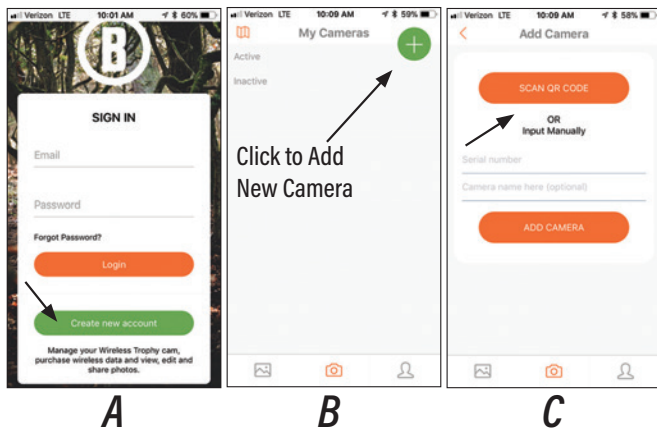 Verizon LTE 10:01 AM 60%
B
SIGN IN
Email
Password
Forgot Password?
Login
Create new account
Manage your Wireless Trophy cam,
purchase wireless data and view, edit and
share photos.
A
Verizon LTE 10:09 AM 59%
My Cameras
Active
Inactive
Click to Add
New Camera
B
Verizon LTE 10:09 AM 58%
Add Camera
SCAN QR CODE
OR
Input Manually
Serial number
Camera name here (optional)
ADD CAMERA
C